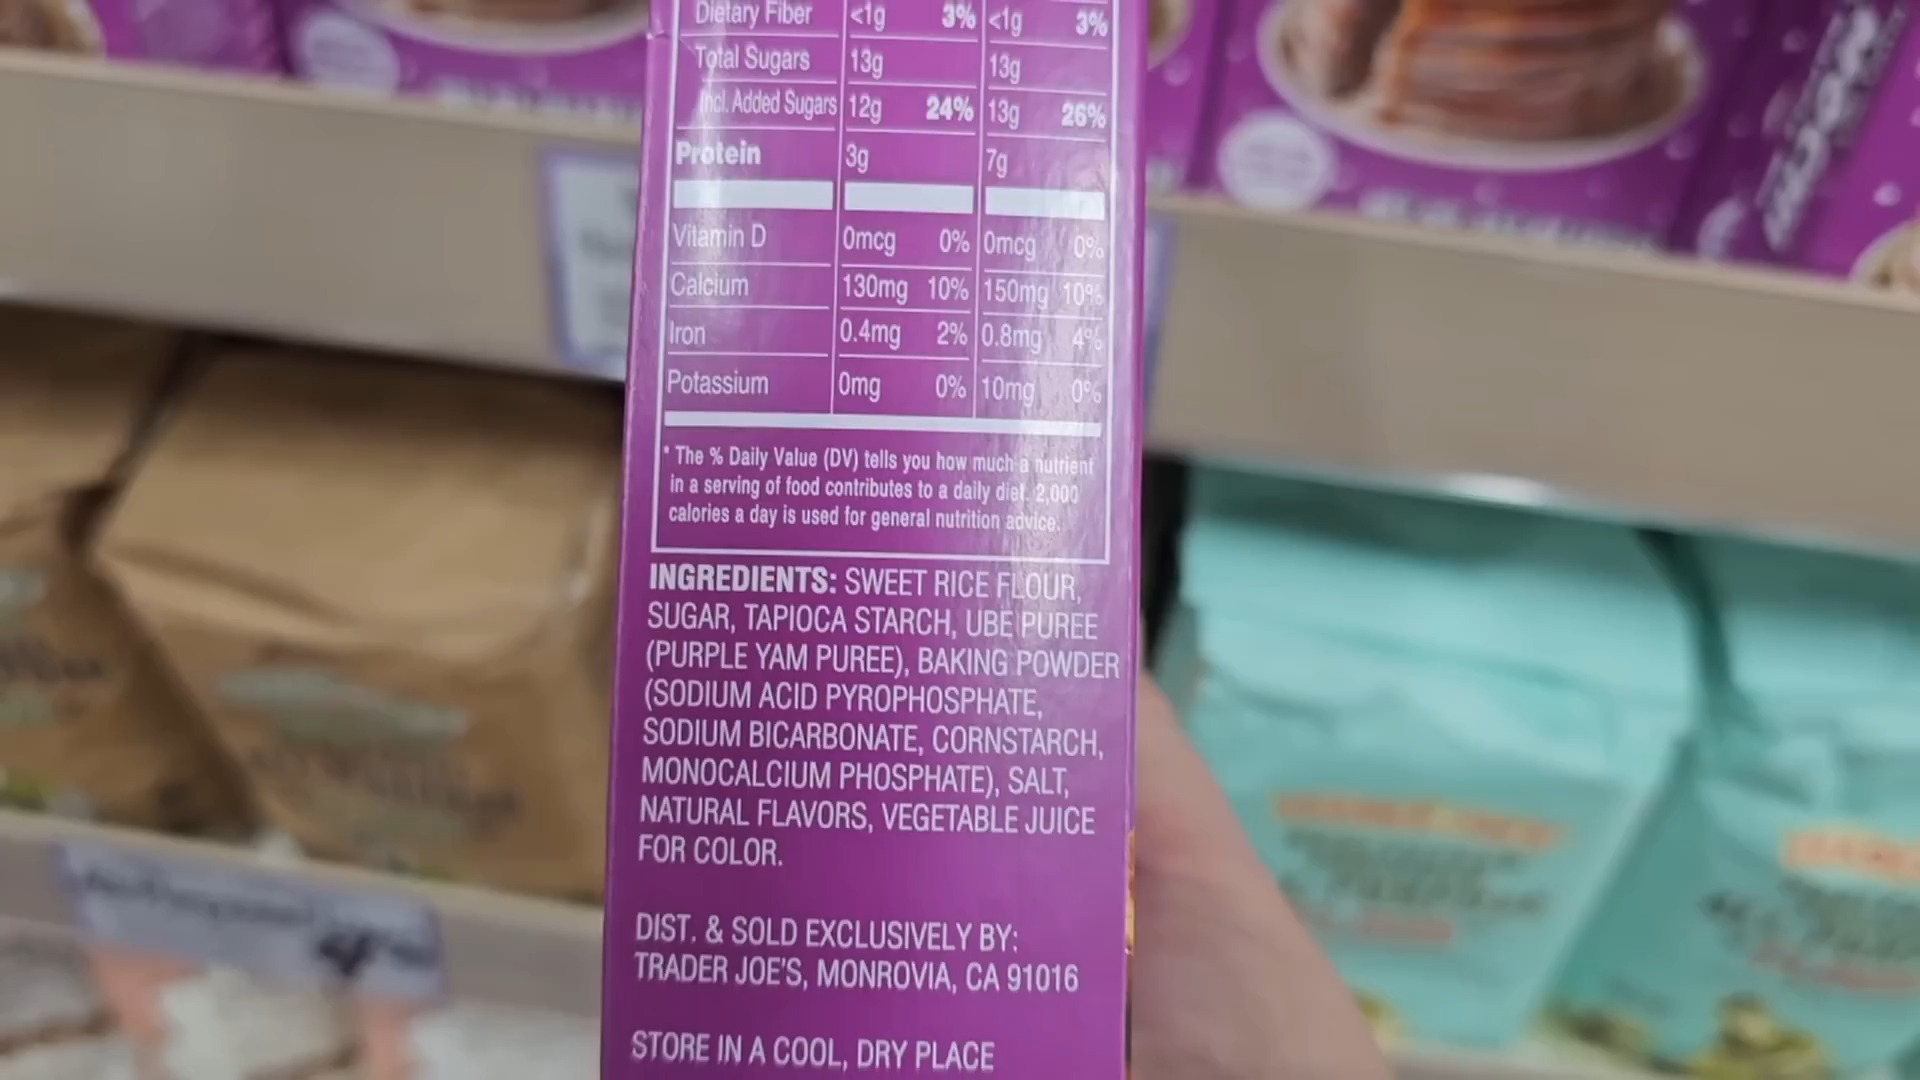 Dietary Fiber <1g 3% <1g 3%
Total Sugars 13g 13g
Incl. Added Sugars 12g 24% 13g 26%
Protein 3g 7g
Vitamin D 0mcg 0% 0mcg 0%
Calcium 130mg 10% 150mg 10%
Iron 0.4mg 2% 0.8mg 4%
Potassium 0mg 0% 10mg 0%
* The % Daily Value (DV) tells you how much a nutrient
in a serving of food contributes to a daily diet. 2,000
calories a day is used for general nutrition advice.
INGREDIENTS: SWEET RICE FLOUR,
SUGAR, TAPIOCA STARCH, UBE PUREE
(PURPLE YAM PUREE), BAKING POWDER
(SODIUM ACID PYROPHOSPHATE,
SODIUM BICARBONATE, CORNSTARCH,
MONOCALCIUM PHOSPHATE), SALT,
NATURAL FLAVORS, VEGETABLE JUICE
FOR COLOR.
DIST. & SOLD EXCLUSIVELY BY:
TRADER JOE'S, MONROVIA, CA 91016
STORE IN A COOL, DRY PLACE